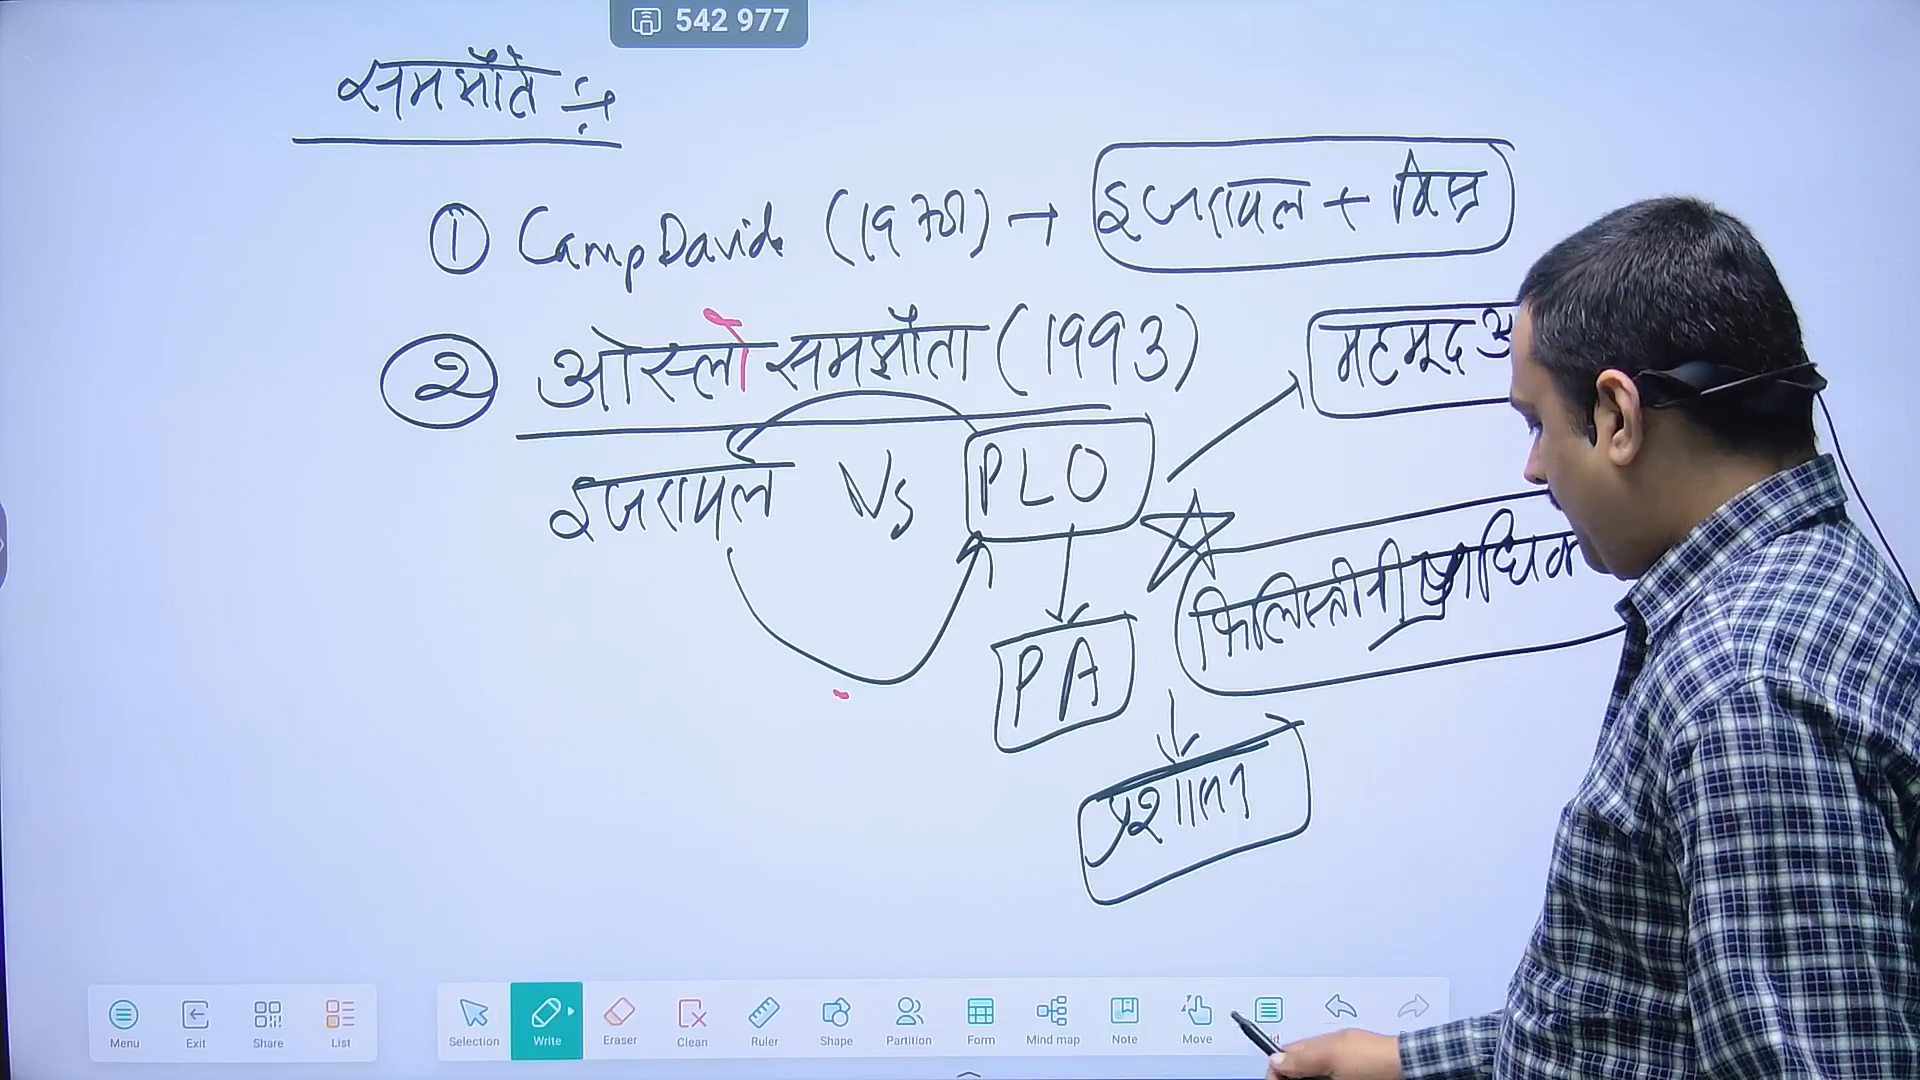 542 977
समझौते :→
① Camp David (1978) → इजरायल + मिस्र
② ओस्लो समझौता (1993)
महमूद अ
इजरायल Vs PLO
फिलिस्तीनी प्राधिक
PA
प्रशासन
Menu Exit Share List Selection Write Eraser Clean Ruler Shape Partition Form Mind map Note Move